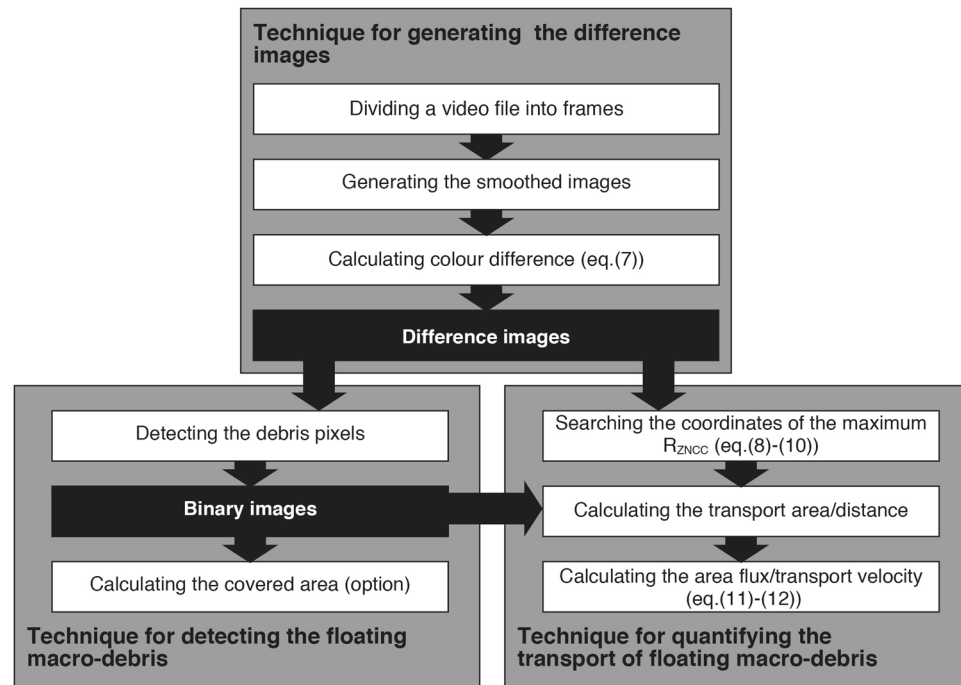 Technique for generating the difference
images
Dividing a video file into frames
Generating the smoothed images
Calculating colour difference (eq.(7))
Difference images
Detecting the debris pixels
Binary images
Calculating the covered area (option)
Technique for detecting the floating
macro-debris
Searching the coordinates of the maximum
RZNCC (eq.(8)-(10))
Calculating the transport area/distance
Calculating the area flux/transport velocity
(eq.(11)-(12))
Technique for quantifying the
transport of floating macro-debris